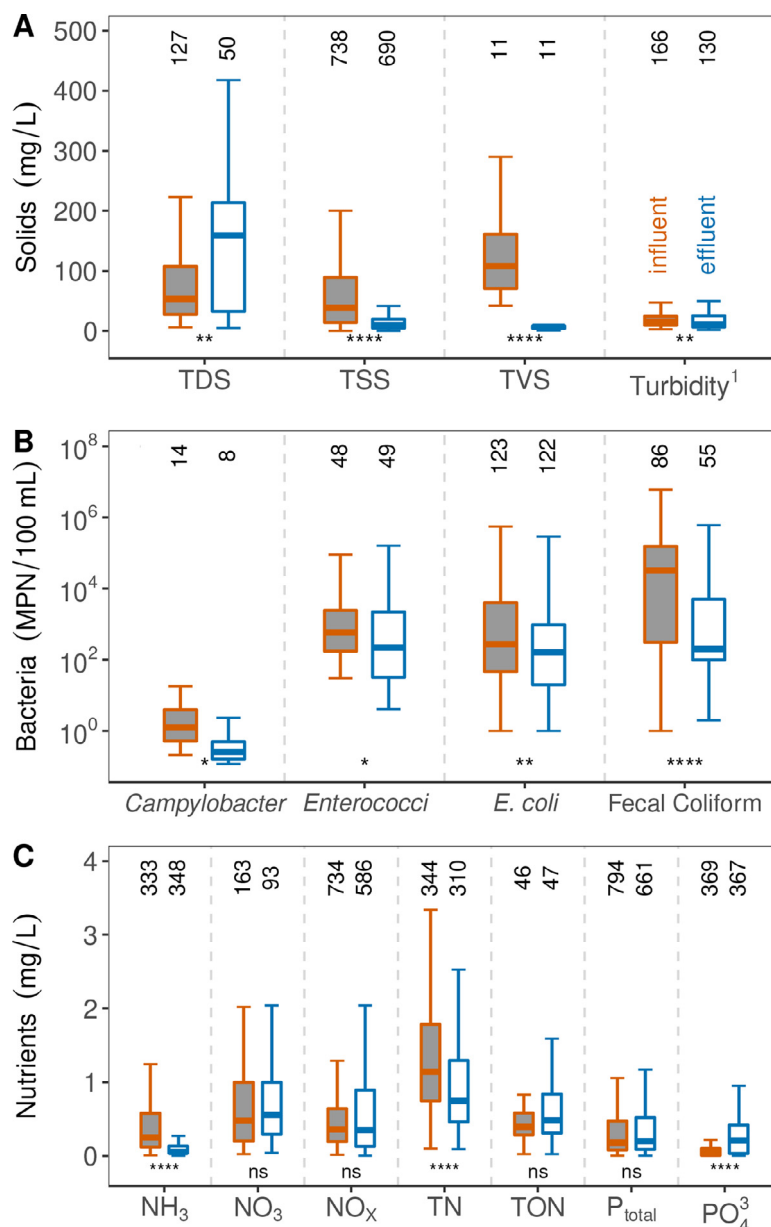 A
Solids (mg/L)
500
400
300
200
100
0
127 50 738 690 11 11 166 130
influent effluent
** **** **** **
TDS TSS TVS Turbidity¹
B
Bacteria (MPN/100 mL)
10⁸
10⁶
10⁴
10²
10⁰
14 8 48 49 123 122 86 55
* * ** ****
Campylobacter Enterococci E. coli Fecal Coliform
C
Nutrients (mg/L)
4
3
2
1
0
333 348 163 93 734 586 344 310 46 47 794 661 369 367
**** ns ns **** ns ns ****
NH₃ NO₃ NOₓ TN TON P_total PO₄³